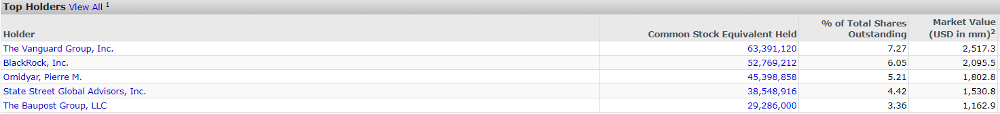 Top Holders View All 1
Holder Common Stock Equivalent Held % of Total Shares Outstanding Market Value (USD in mm)2
The Vanguard Group, Inc. 63,391,120 7.27 2,517.3
BlackRock, Inc. 52,769,212 6.05 2,095.5
Omidyar, Pierre M. 45,398,858 5.21 1,802.8
State Street Global Advisors, Inc. 38,548,916 4.42 1,530.8
The Baupost Group, LLC 29,286,000 3.36 1,162.9